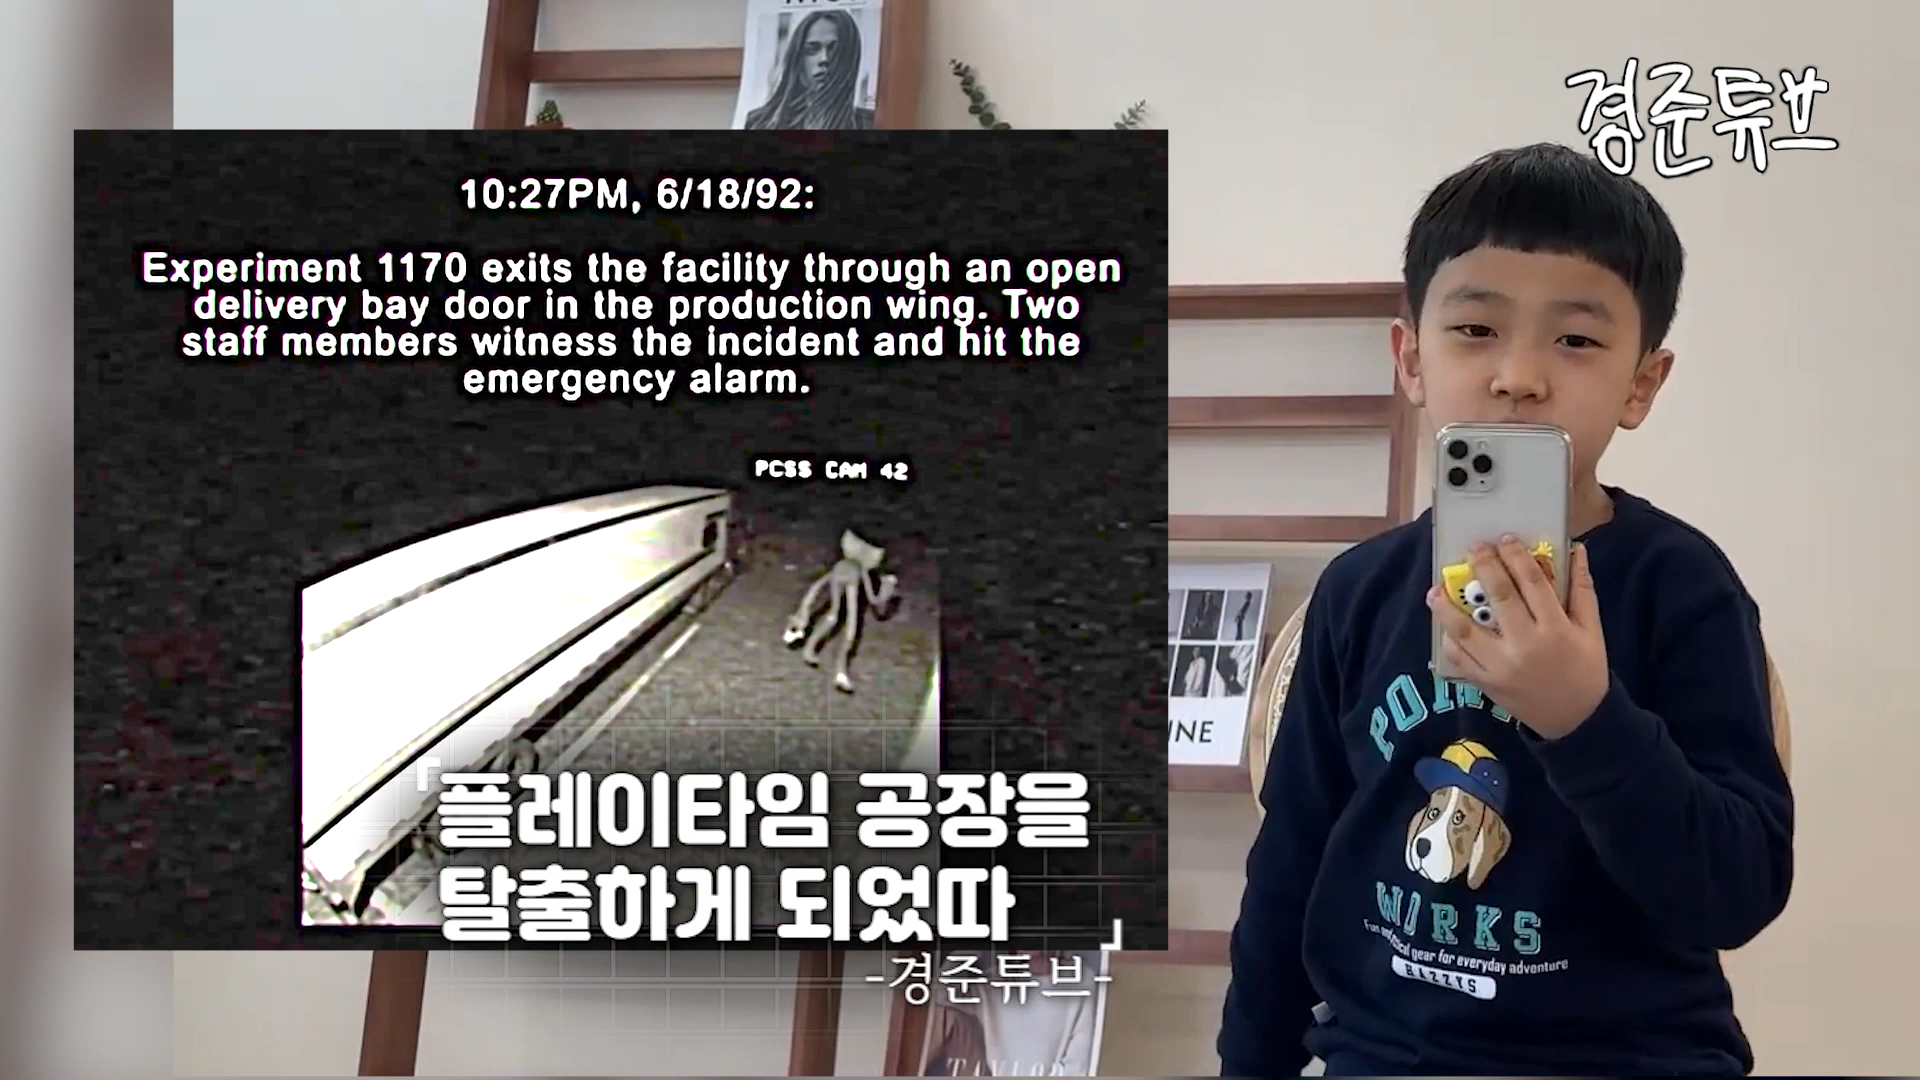 경준튜브
10:27PM, 6/18/92:
Experiment 1170 exits the facility through an open
delivery bay door in the production wing. Two
staff members witness the incident and hit the
emergency alarm.
PCSS CAM 42
「플레이타임 공장을
탈출하게 되었따」
-경준튜브-
WORKS
gear for everyday adventure
HAZZYS